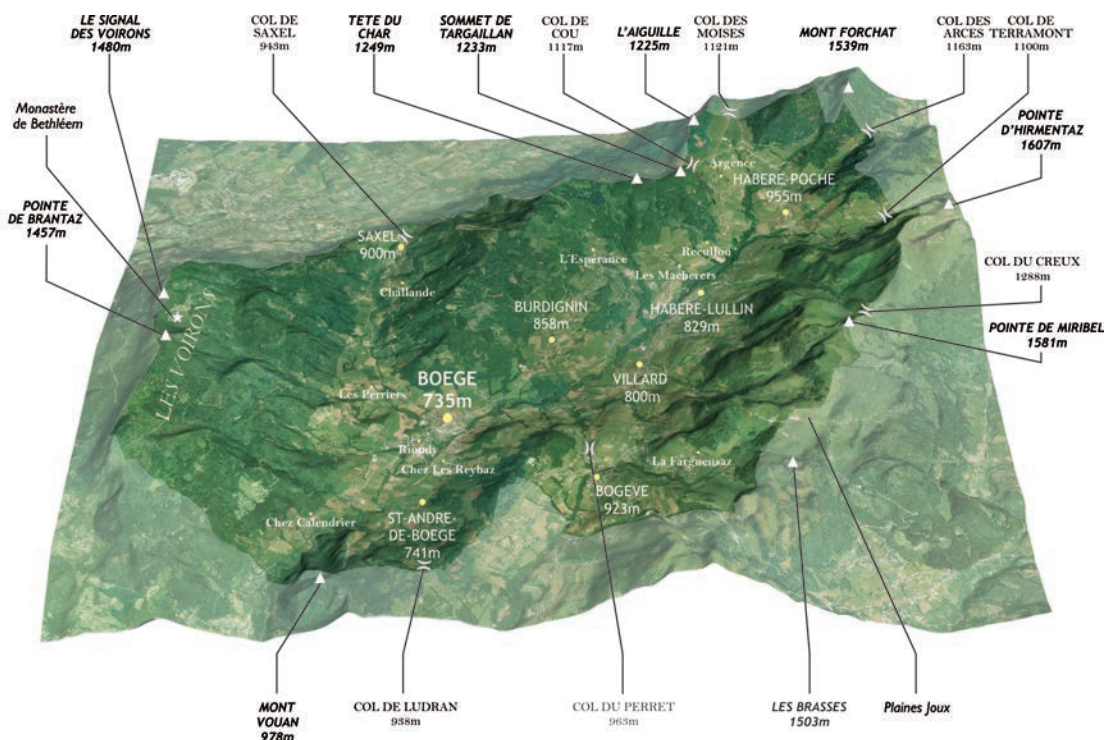 LE SIGNAL
DES VOIRONS
1480m
COL DE
SAXEL
943m
TETE DU
CHAR
1249m
SOMMET DE
TARGAILLAN
1233m
COL DE
COU
1117m
L'AIGUILLE
1225m
COL DES
MOISES
1121m
MONT FORCHAT
1539m
COL DES
ARCES
1163m
COL DE
TERRAMONT
1100m
Monastère
de Bethléem
POINTE
DE BRANTAZ
1457m
POINTE
D'HIRMENTAZ
1607m
COL DU CREUX
1288m
POINTE DE MIRIBEL
1581m
Argence
HABERE-POCHE
955m
SAXEL
900m
L'Espérance
Reculfou
Les Macherers
Challande
HABERE-LULLIN
829m
BURDIGNIN
858m
LES VOIRONS
BOEGE
735m
VILLARD
800m
Les Perriers
Rioudy
Chez Les Reybaz
La Farguensaz
BOGEVE
923m
Chez Calendrier
ST-ANDRE-
DE-BOEGE
741m
MONT
VOUAN
978m
COL DE LUDRAN
938m
COL DU PERRET
963m
LES BRASSES
1503m
Plaines Joux